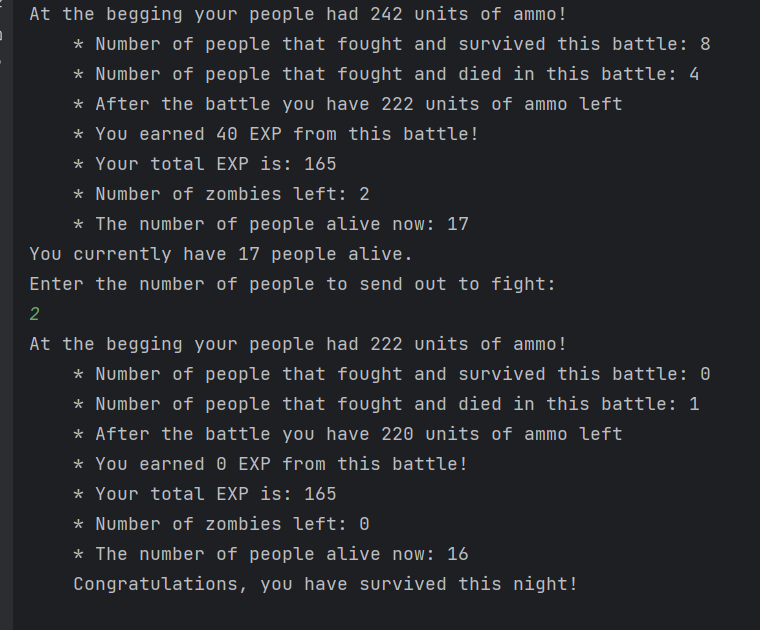 At the begging your people had 242 units of ammo!
* Number of people that fought and survived this battle: 8
* Number of people that fought and died in this battle: 4
* After the battle you have 222 units of ammo left
* You earned 40 EXP from this battle!
* Your total EXP is: 165
* Number of zombies left: 2
* The number of people alive now: 17
You currently have 17 people alive.
Enter the number of people to send out to fight:
2
At the begging your people had 222 units of ammo!
* Number of people that fought and survived this battle: 0
* Number of people that fought and died in this battle: 1
* After the battle you have 220 units of ammo left
* You earned 0 EXP from this battle!
* Your total EXP is: 165
* Number of zombies left: 0
* The number of people alive now: 16
Congratulations, you have survived this night!